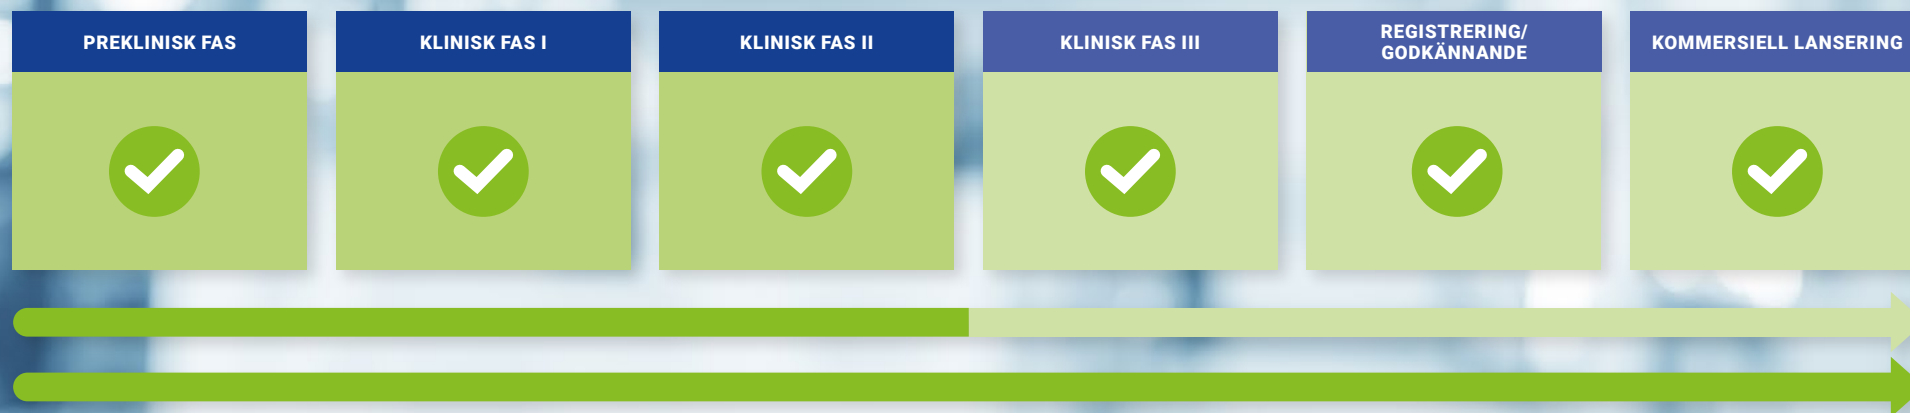 PREKLINISK FAS
KLINISK FAS I
KLINISK FAS II
KLINISK FAS III
REGISTRERING/
GODKÄNNANDE
KOMMERSIELL LANSERING